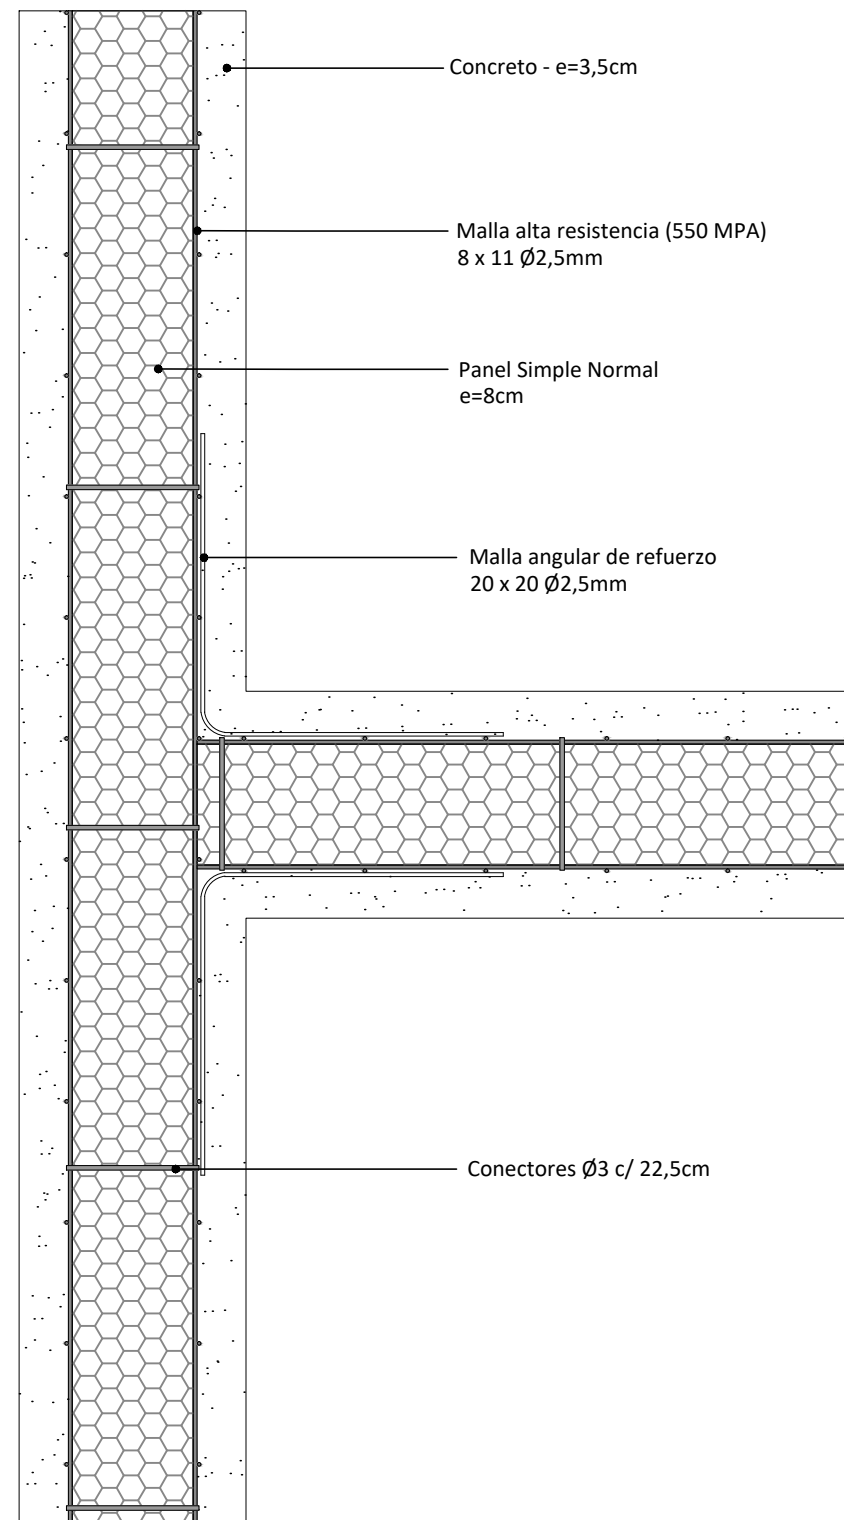 Concreto - e=3,5cm
Malla alta resistencia (550 MPA)
8 x 11 Ø2,5mm
Panel Simple Normal
e=8cm
Malla angular de refuerzo
20 x 20 Ø2,5mm
Conectores Ø3 c/ 22,5cm